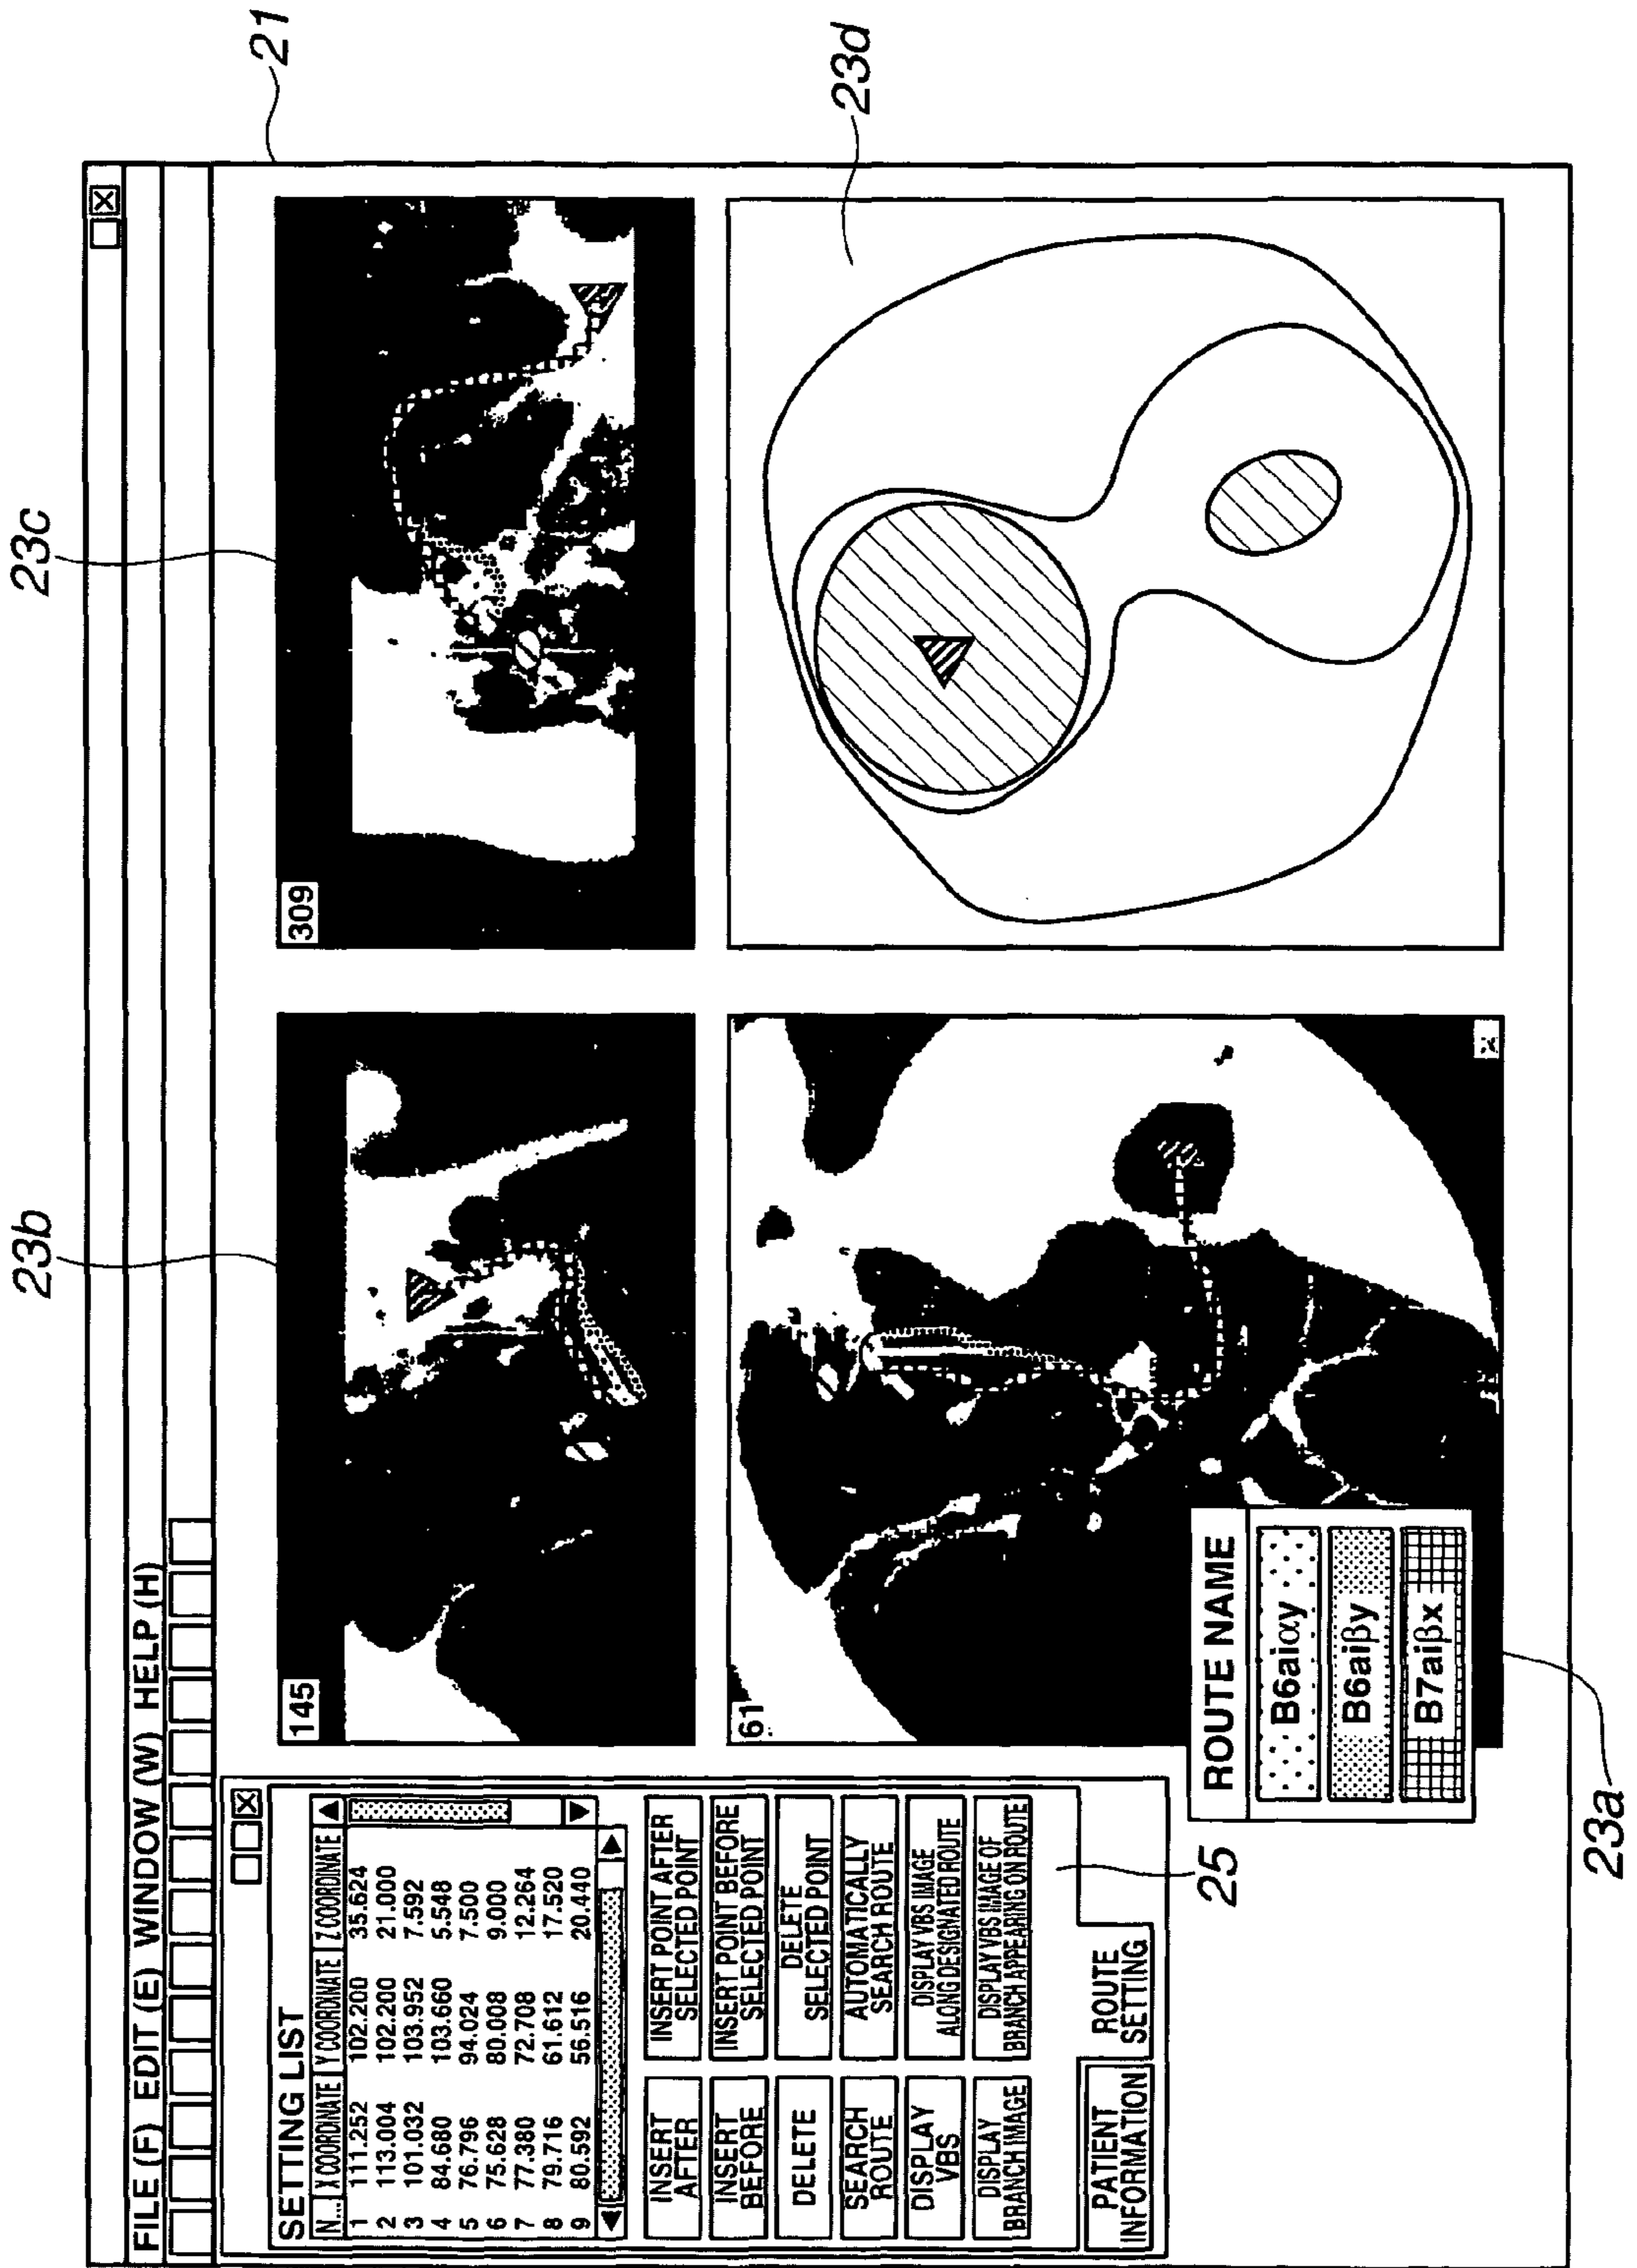 23b
23c
21
FILE (F) EDIT (E) WINDOW (W) HELP (H)
SETTING LIST
N... X COORDINATE Y COORDINATE Z COORDINATE
1 111.252 102.200 35.624
2 113.004 102.200 21.000
3 101.032 103.952 7.592
4 84.680 103.660 5.548
5 76.796 94.024 7.500
6 75.628 80.008 9.000
7 77.380 72.708 12.264
8 79.716 61.612 17.520
9 80.592 56.516 20.440
INSERT
AFTER
INSERT POINT AFTER
SELECTED POINT
INSERT
BEFORE
INSERT POINT BEFORE
SELECTED POINT
DELETE
DELETE
SELECTED POINT
SEARCH
ROUTE
AUTOMATICALLY
SEARCH ROUTE
DISPLAY
VBS
DISPLAY VBS IMAGE
ALONG DESIGNATED ROUTE
DISPLAY
BRANCH IMAGE
DISPLAY VBS IMAGE OF
BRANCH APPEARING ON ROUTE
PATIENT
INFORMATION
ROUTE
SETTING
25
145
309
61
23d
ROUTE NAME
B6aiαy
B6aiβy
B7aiβx
23a